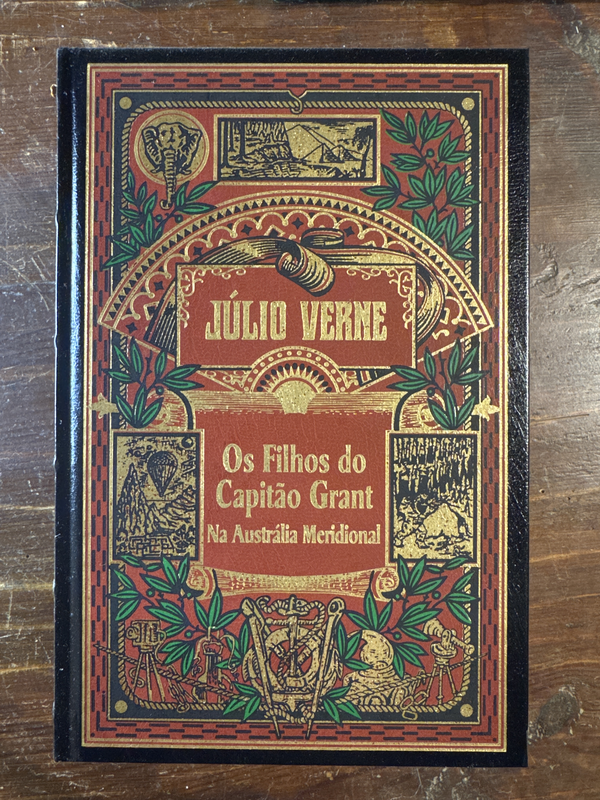 JÚLIO VERNE
Os Filhos do
Capitão Grant
Na Austrália Meridional